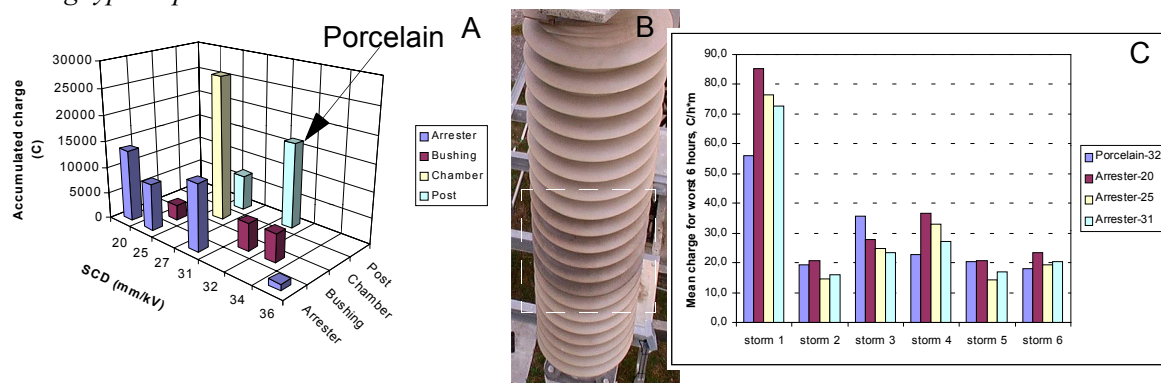 Porcelain
A
30000
25000
20000
15000
10000
5000
0
Accumulated charge
(C)
20
25
27
31
32
34
36
SCD (mm/kV)
Post
Chamber
Bushing
Arrester
Arrester
Bushing
Chamber
Post
B
C
90,0
80,0
70,0
60,0
50,0
40,0
30,0
20,0
10,0
0,0
Mean charge for worst 6 hours, C/h*m
storm 1 storm 2 storm 3 storm 4 storm 5 storm 6
Porcelain-32
Arrester-20
Arrester-25
Arrester-31